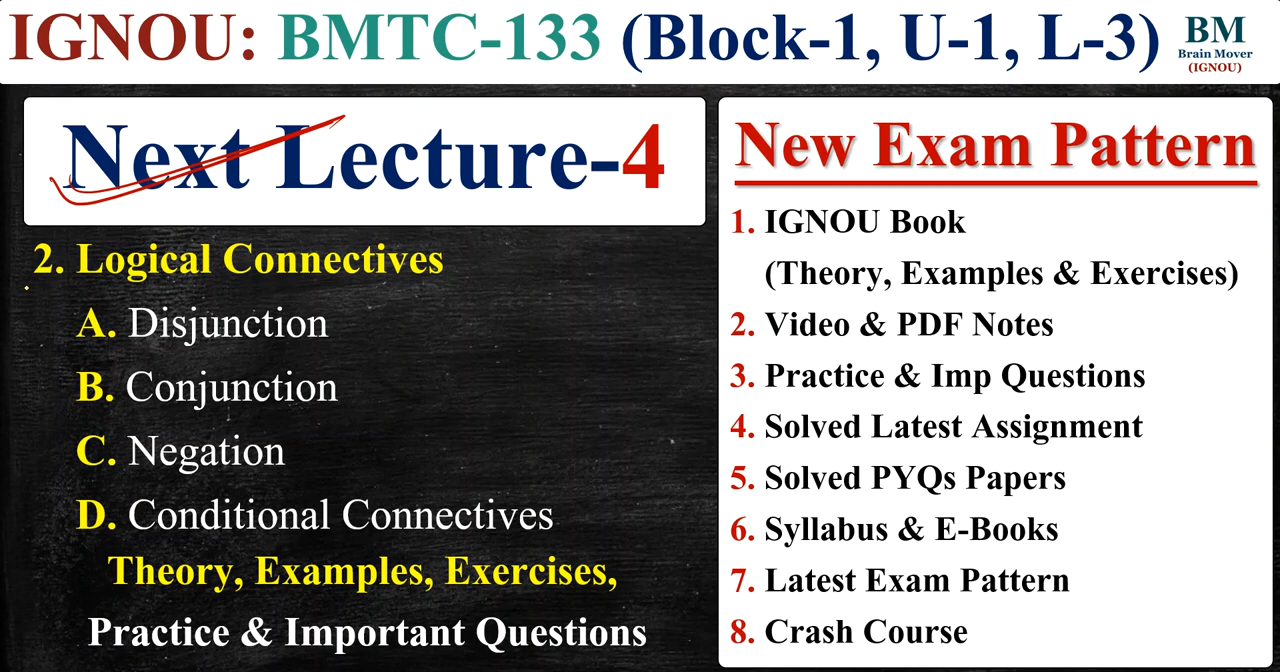 IGNOU: BMTC-133 (Block-1, U-1, L-3)
BM
Brain Mover
(IGNOU)
Next Lecture-4
2. Logical Connectives
A. Disjunction
B. Conjunction
C. Negation
D. Conditional Connectives
Theory, Examples, Exercises,
Practice & Important Questions
New Exam Pattern
1. IGNOU Book
(Theory, Examples & Exercises)
2. Video & PDF Notes
3. Practice & Imp Questions
4. Solved Latest Assignment
5. Solved PYQs Papers
6. Syllabus & E-Books
7. Latest Exam Pattern
8. Crash Course